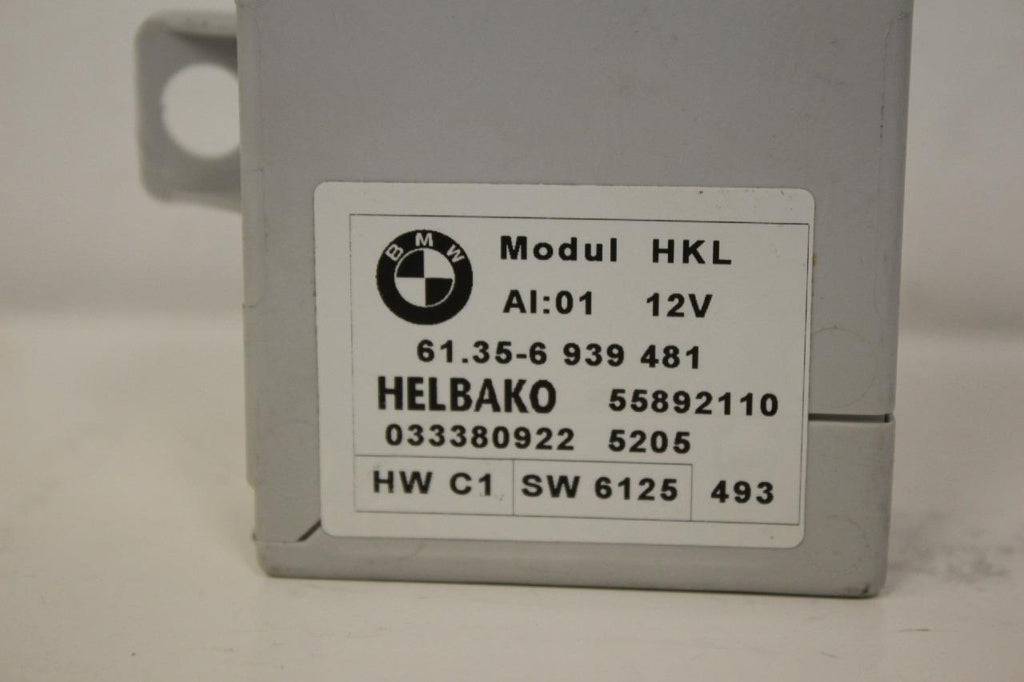 BMW
Modul HKL
AI:01 12V
61.35-6 939 481
HELBAKO 55892110
033380922 5205
HW C1 SW 6125 493